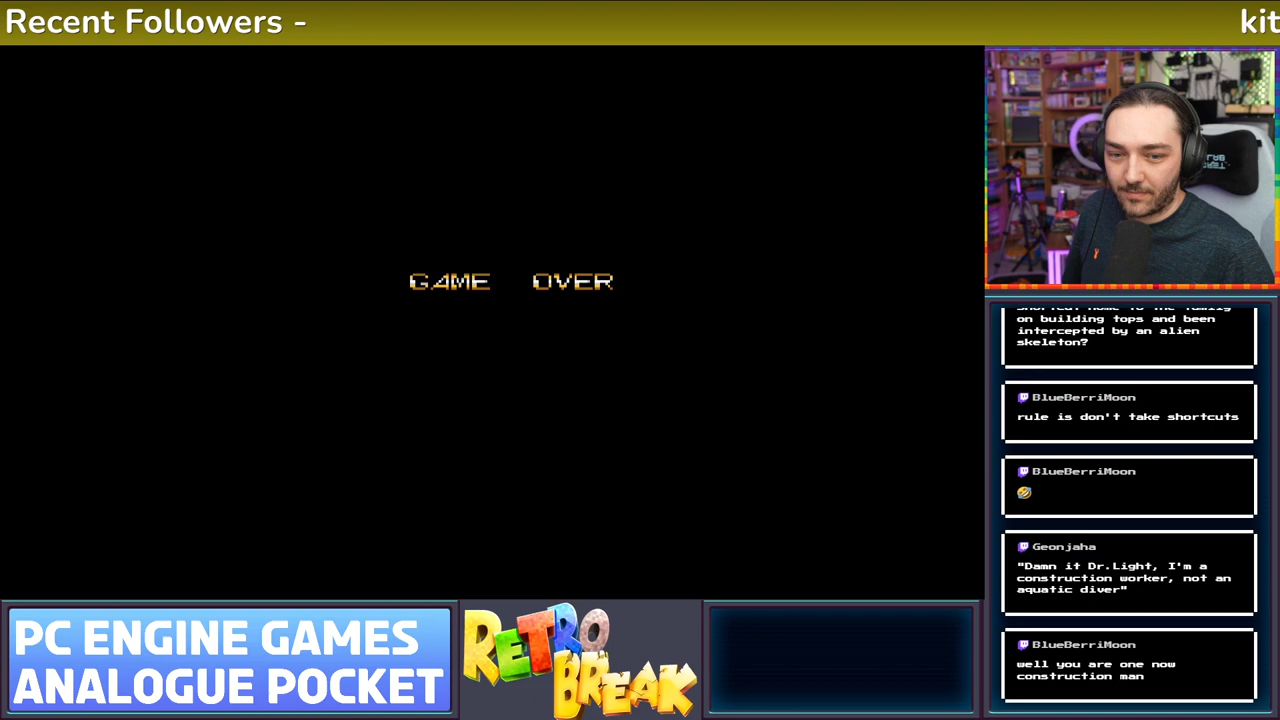 Recent Followers -
kit
GAME OVER
on building tops and been
intercepted by an alien
skeleton?
BlueBerriMoon
rule is don't take shortcuts
BlueBerriMoon
🤣
Geonjaha
"Damn it Dr.Light, I'm a
construction worker, not an
aquatic diver"
BlueBerriMoon
well you are one now
construction man
PC ENGINE GAMES
ANALOGUE POCKET
RETRO
BREAK